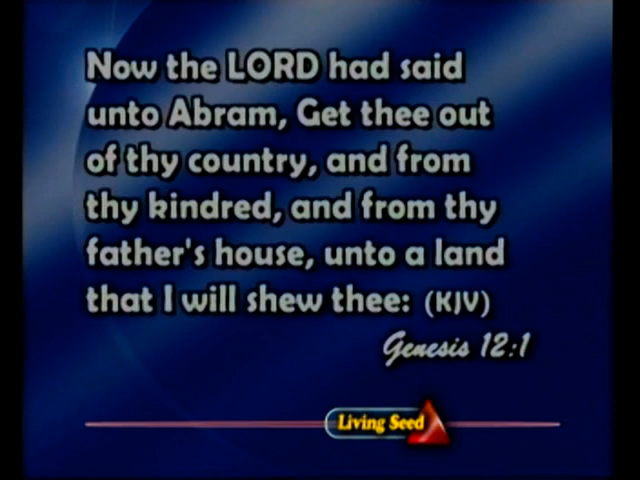 Now the LORD had said
unto Abram, Get thee out
of thy country, and from
thy kindred, and from thy
father's house, unto a land
that I will shew thee: (KJV)
Genesis 12:1
Living Seed